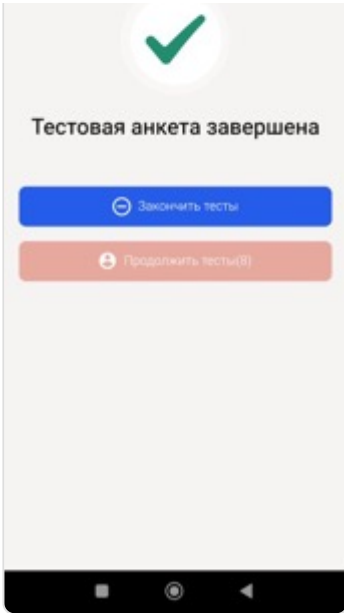 Тестовая анкета завершена
Закончить тесты
Продолжить тесты(8)